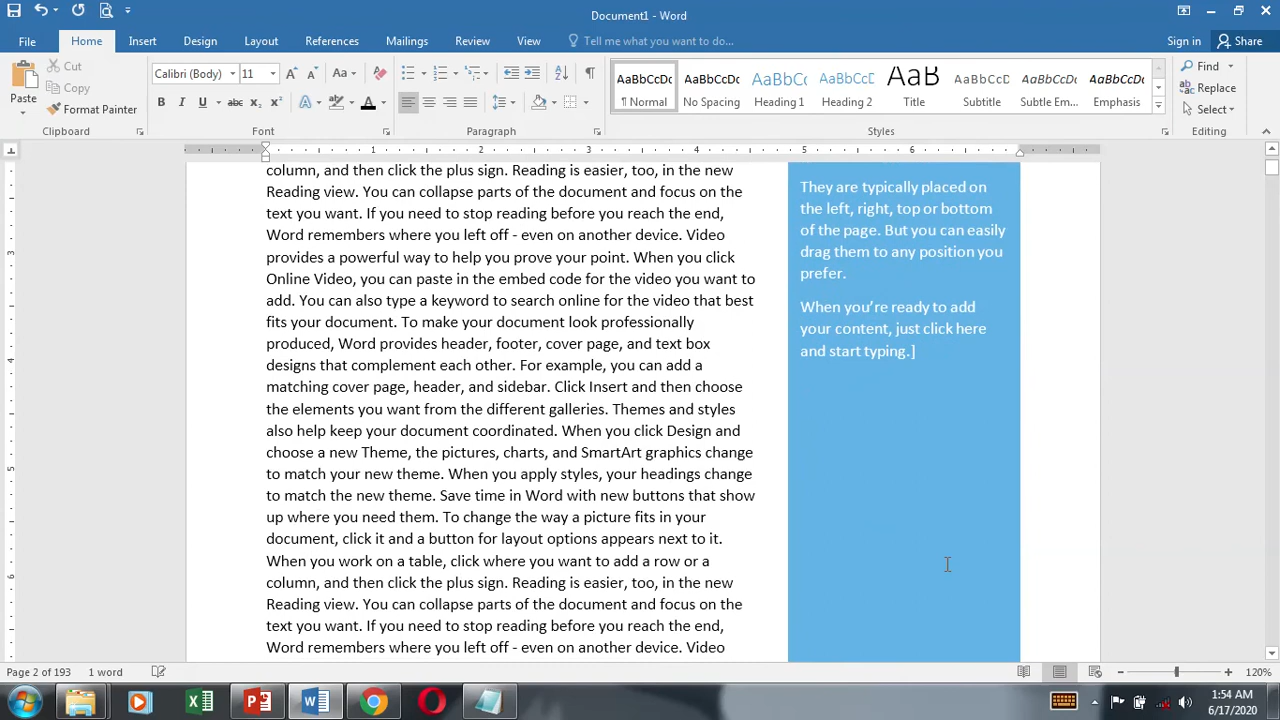 Document1 - Word
File Home Insert Design Layout References Mailings Review View Tell me what you want to do... Sign in Share
Cut
Copy
Format Painter
Paste
Calibri (Body) 11
AaBbCcDc AaBbCcDc AaBbCc AaBbCcD AaB AaBbCcD AaBbCcDc AaBbCcDc
¶ Normal No Spacing Heading 1 Heading 2 Title Subtitle Subtle Em... Emphasis
Find
Replace
Select
Clipboard Font Paragraph Styles Editing
1 2 3 4 5 6
column, and then click the plus sign. Reading is easier, too, in the new
Reading view. You can collapse parts of the document and focus on the
text you want. If you need to stop reading before you reach the end,
Word remembers where you left off - even on another device. Video
provides a powerful way to help you prove your point. When you click
Online Video, you can paste in the embed code for the video you want to
add. You can also type a keyword to search online for the video that best
fits your document. To make your document look professionally
produced, Word provides header, footer, cover page, and text box
designs that complement each other. For example, you can add a
matching cover page, header, and sidebar. Click Insert and then choose
the elements you want from the different galleries. Themes and styles
also help keep your document coordinated. When you click Design and
choose a new Theme, the pictures, charts, and SmartArt graphics change
to match your new theme. When you apply styles, your headings change
to match the new theme. Save time in Word with new buttons that show
up where you need them. To change the way a picture fits in your
document, click it and a button for layout options appears next to it.
When you work on a table, click where you want to add a row or a
column, and then click the plus sign. Reading is easier, too, in the new
Reading view. You can collapse parts of the document and focus on the
text you want. If you need to stop reading before you reach the end,
Word remembers where you left off - even on another device. Video
They are typically placed on
the left, right, top or bottom
of the page. But you can easily
drag them to any position you
prefer.
When you’re ready to add
your content, just click here
and start typing.]
3
4
5
6
Page 2 of 193 1 word 120%
1:54 AM
6/17/2020